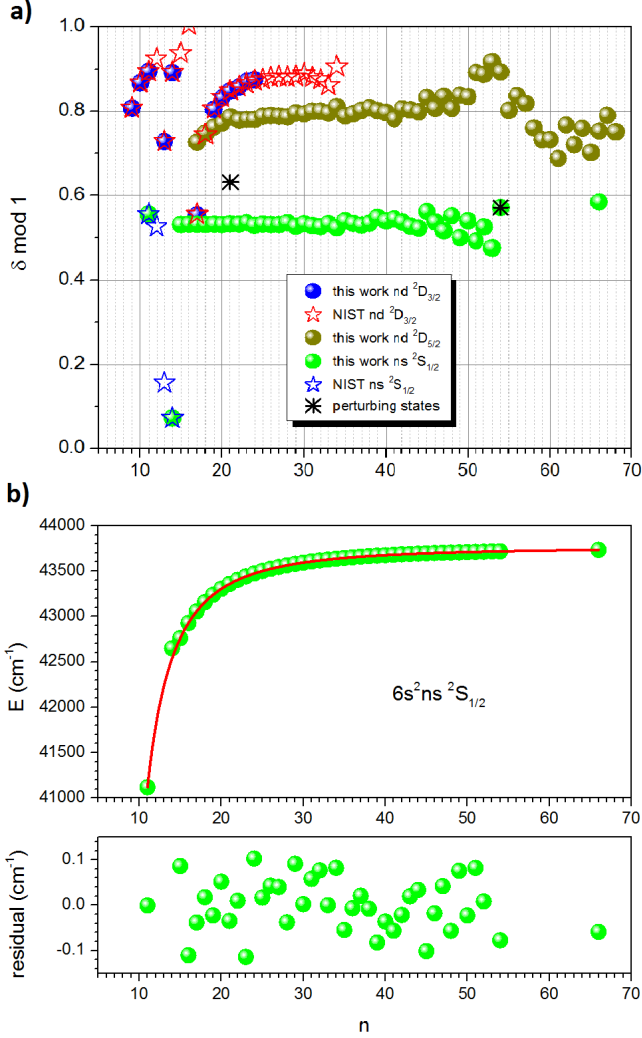 a)
1.0
0.8
0.6
0.4
0.2
0.0
δ mod 1
this work nd ²D₃/₂
NIST nd ²D₃/₂
this work nd ²D₅/₂
this work ns ²S₁/₂
NIST ns ²S₁/₂
perturbing states
10 20 30 40 50 60 70
b)
44000
43500
43000
42500
42000
41500
41000
E (cm⁻¹)
6s²ns ²S₁/₂
10 20 30 40 50 60 70
0.1
0.0
-0.1
residual (cm⁻¹)
10 20 30 40 50 60 70
n